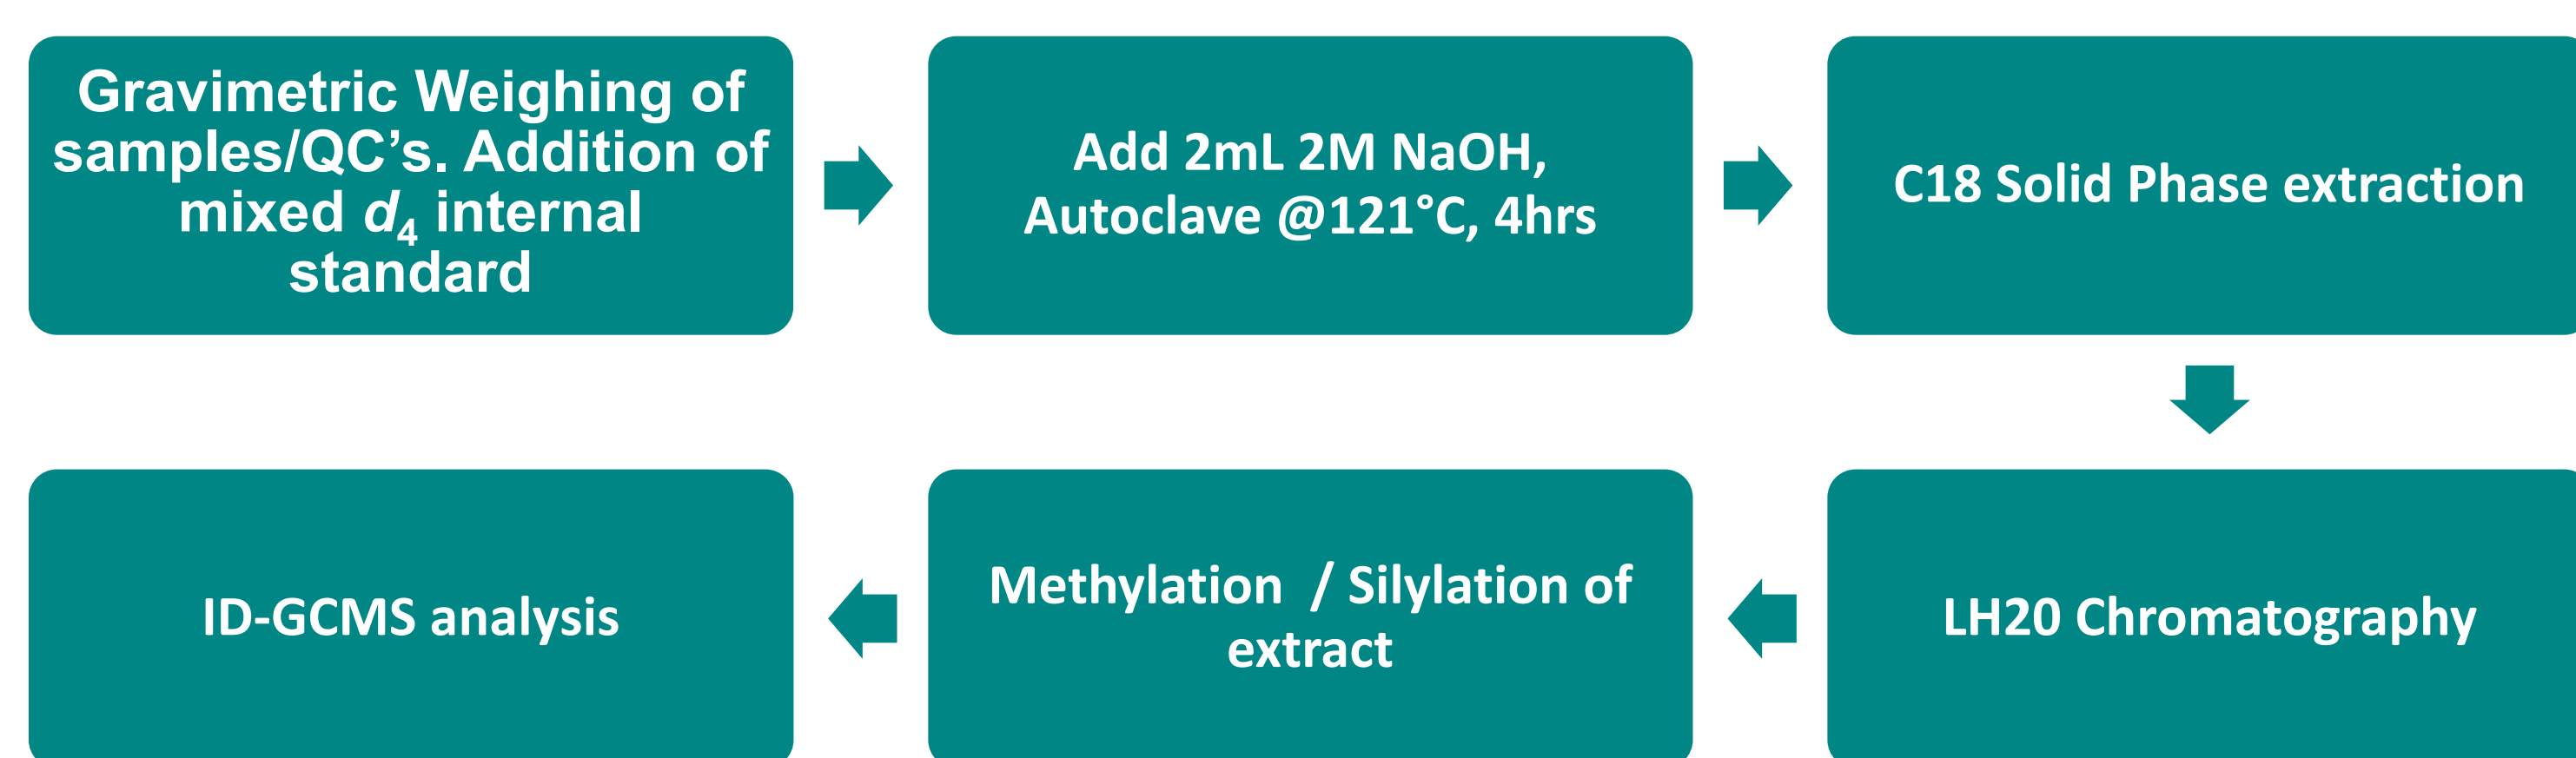 Gravimetric Weighing of
samples/QC’s. Addition of
mixed d₄ internal
standard
Add 2mL 2M NaOH,
Autoclave @121°C, 4hrs
C18 Solid Phase extraction
LH20 Chromatography
Methylation / Silylation of
extract
ID-GCMS analysis